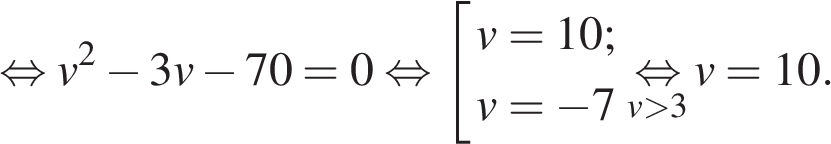 ⇔ v² − 3v − 70 = 0 ⇔ [ v = 10; v = −7 ⇔ v>3 v = 10.